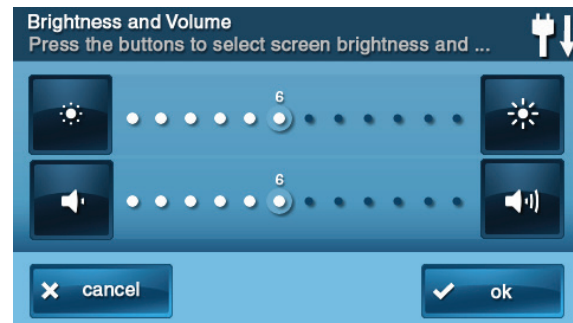 Brightness and Volume
Press the buttons to select screen brightness and ...
6
6
cancel
ok